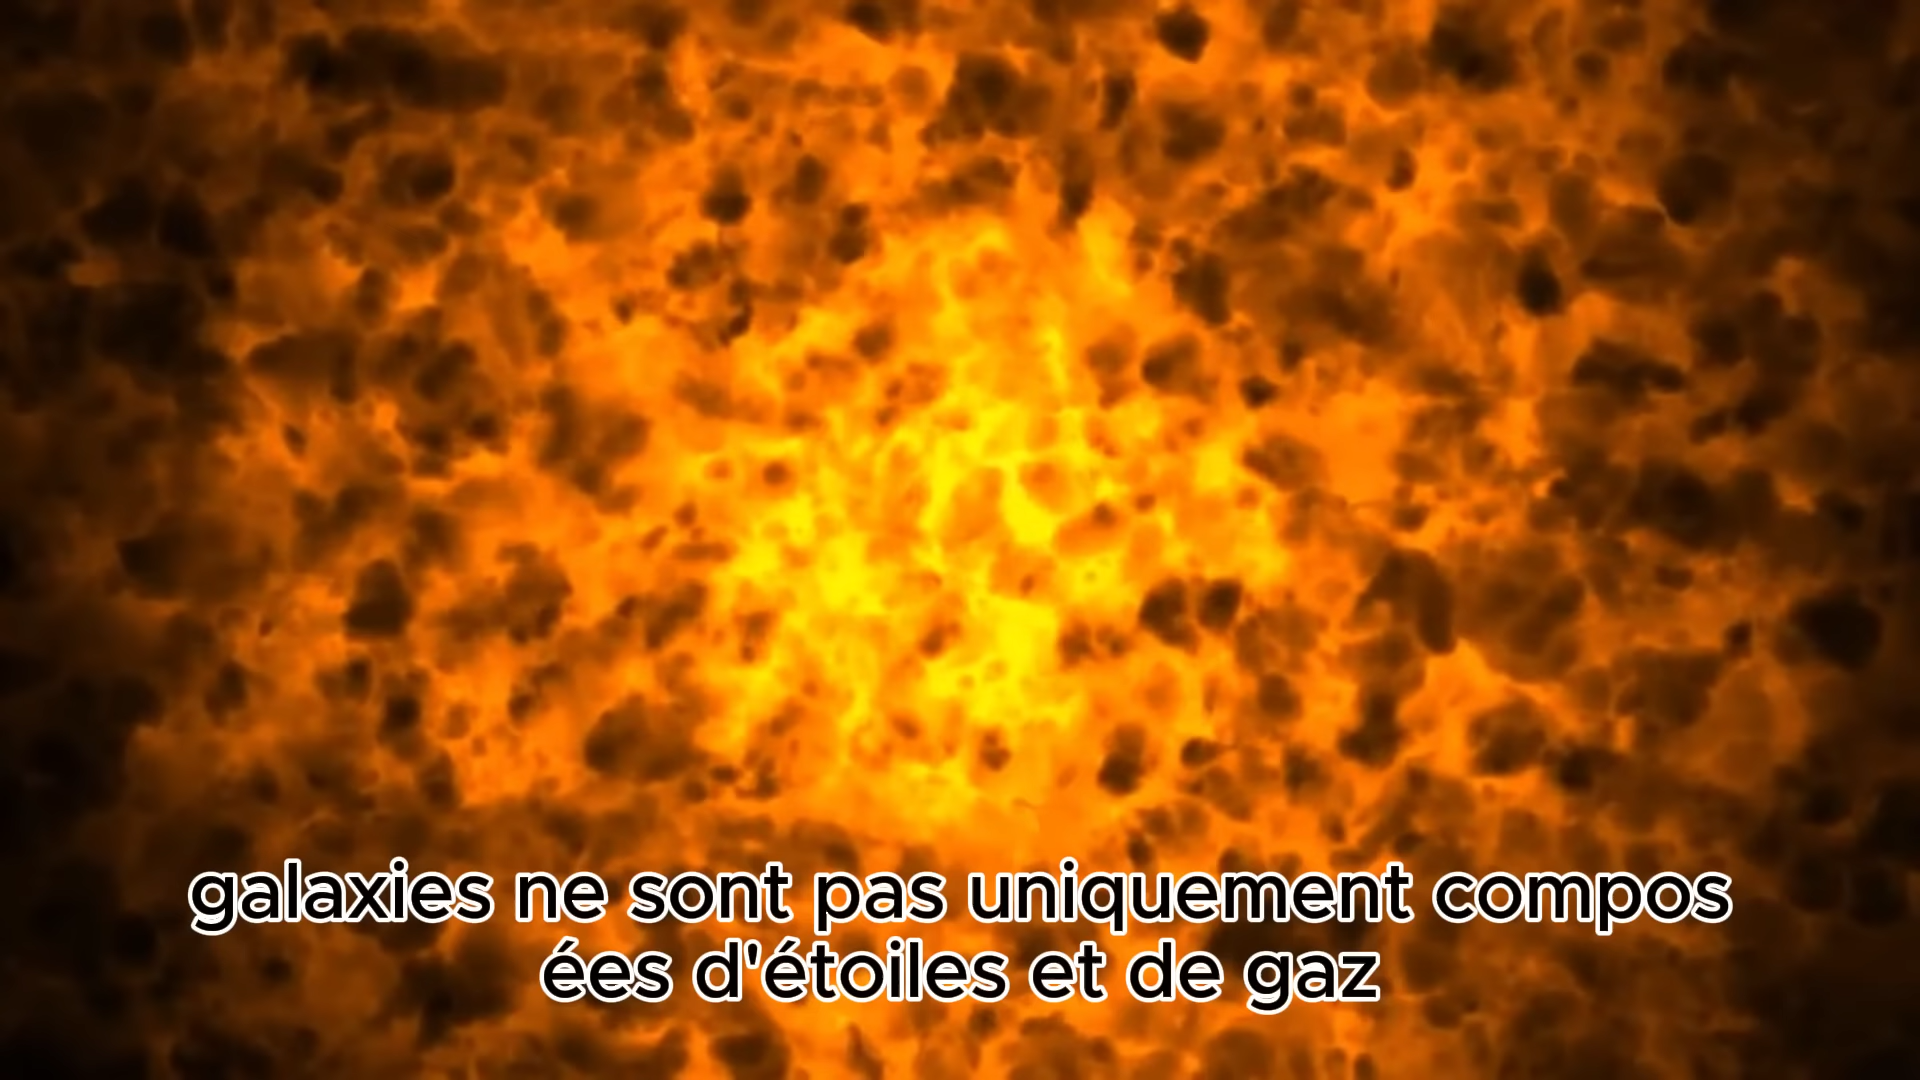 galaxies ne sont pas uniquement compos
ées d'étoiles et de gaz